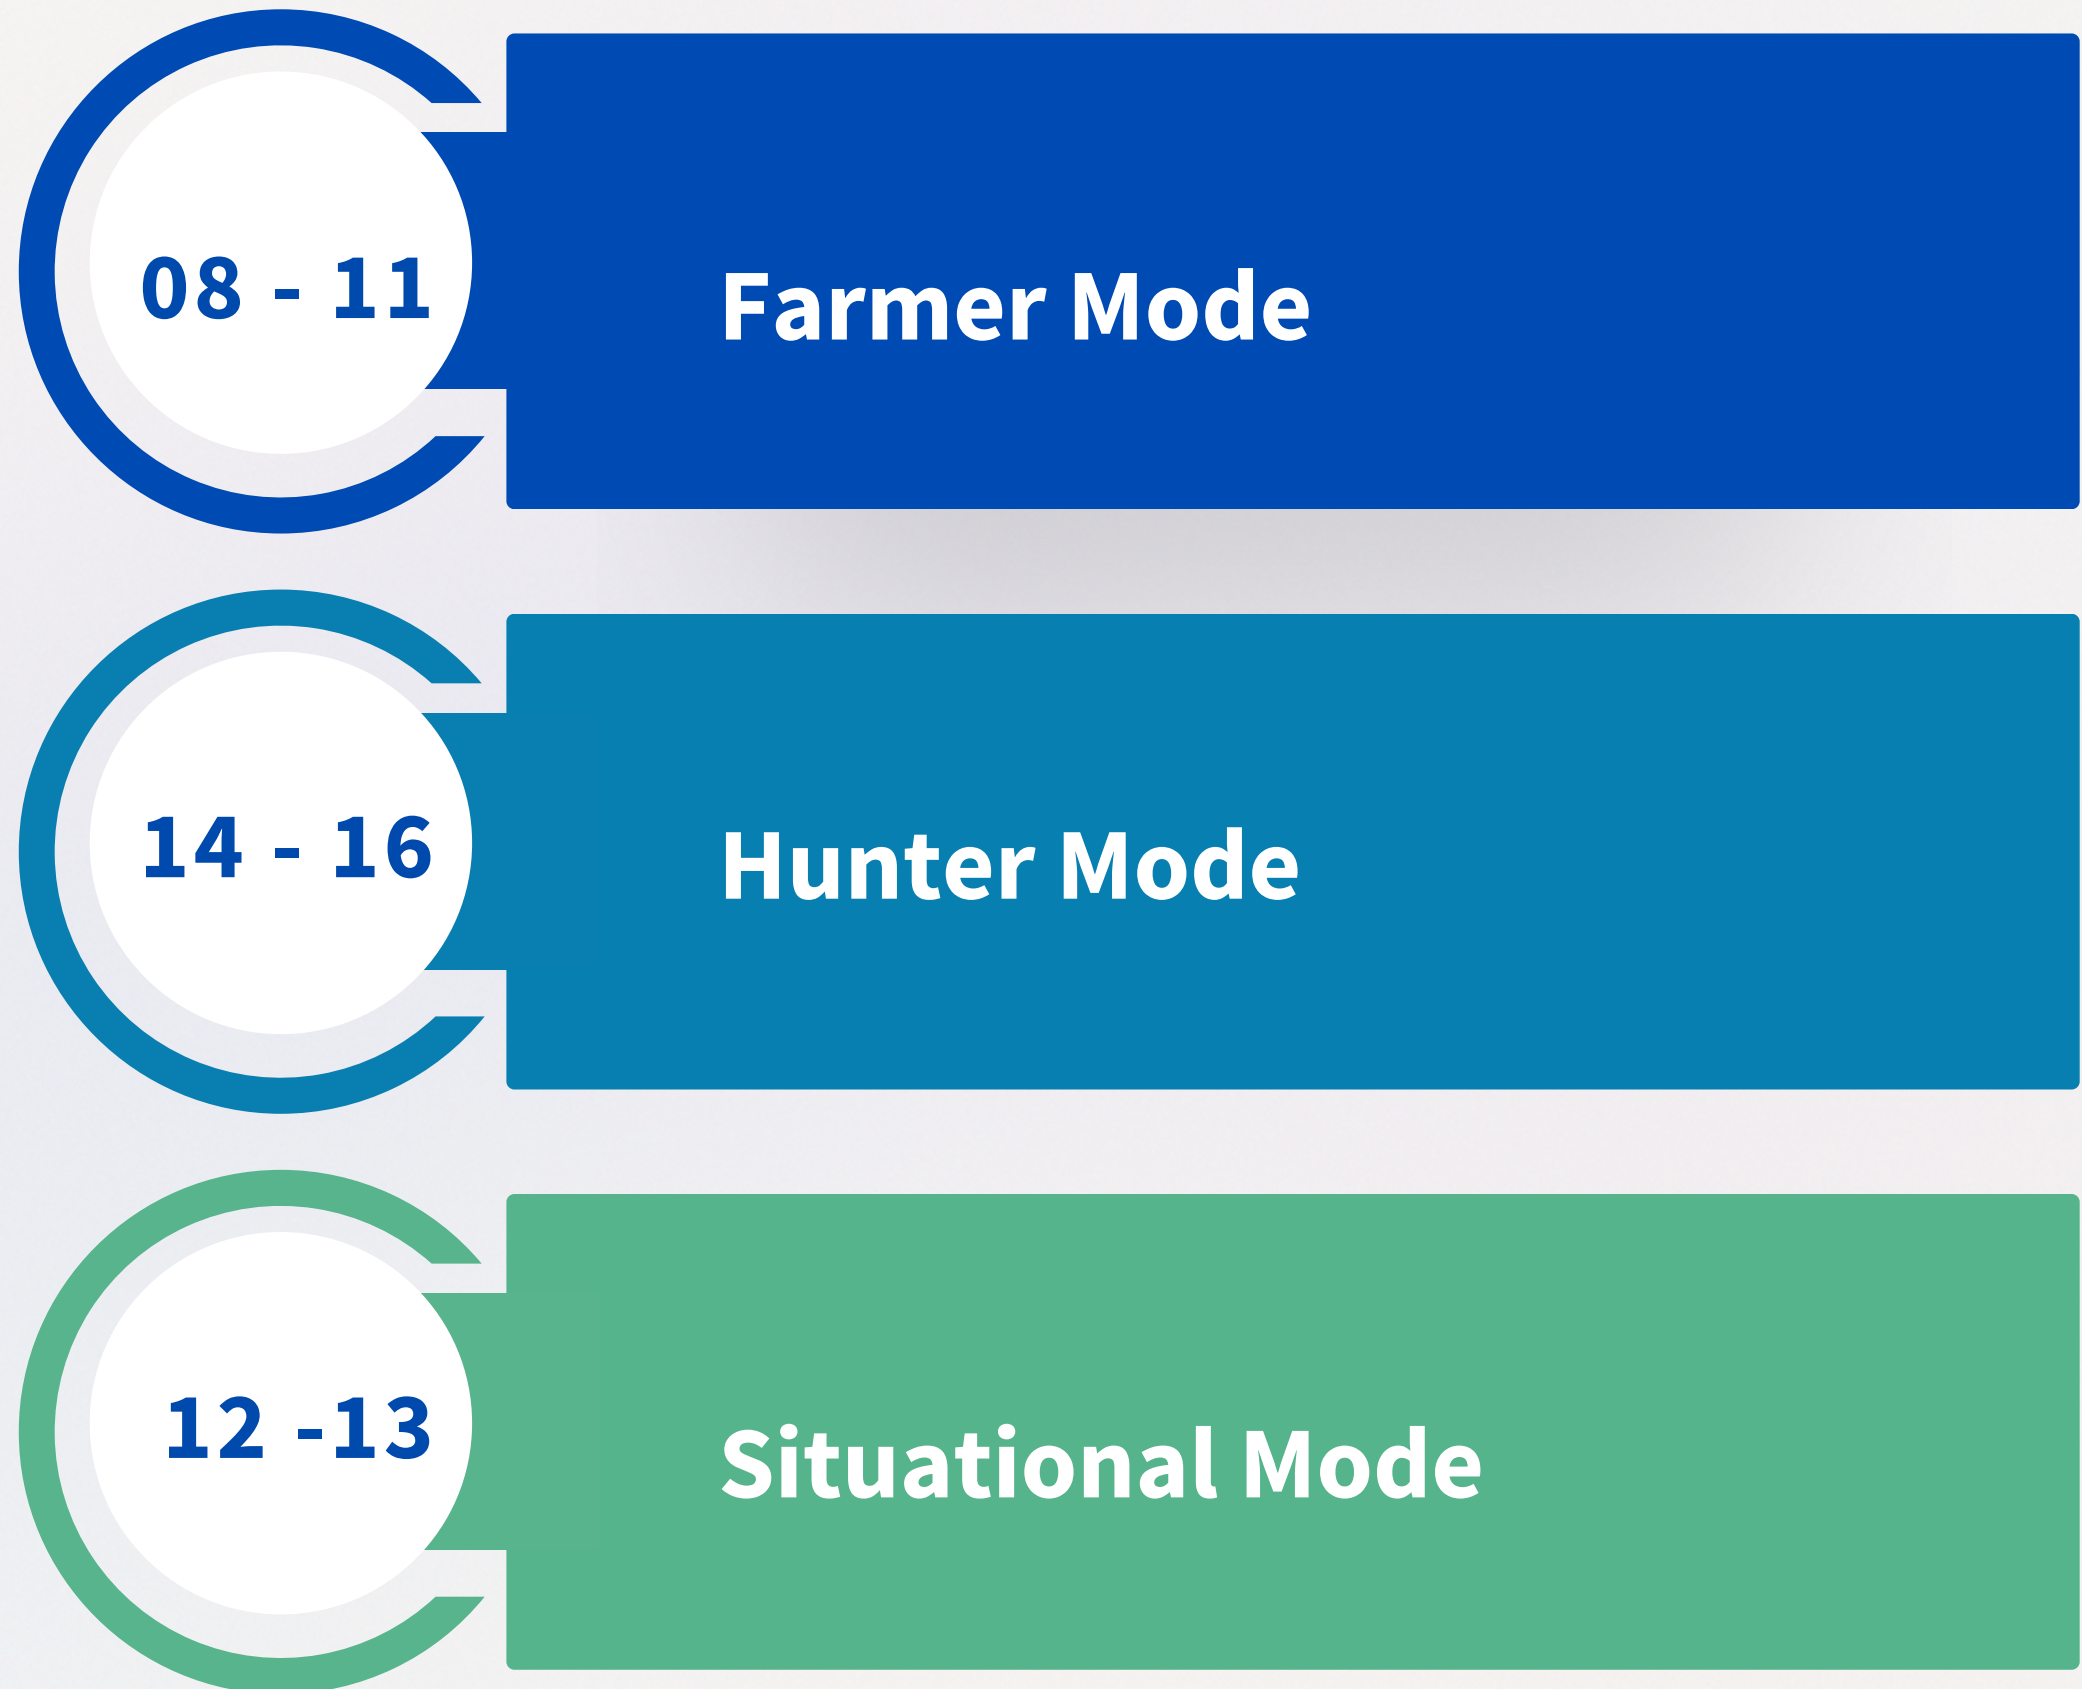 08 - 11
Farmer Mode
14 - 16
Hunter Mode
12 -13
Situational Mode